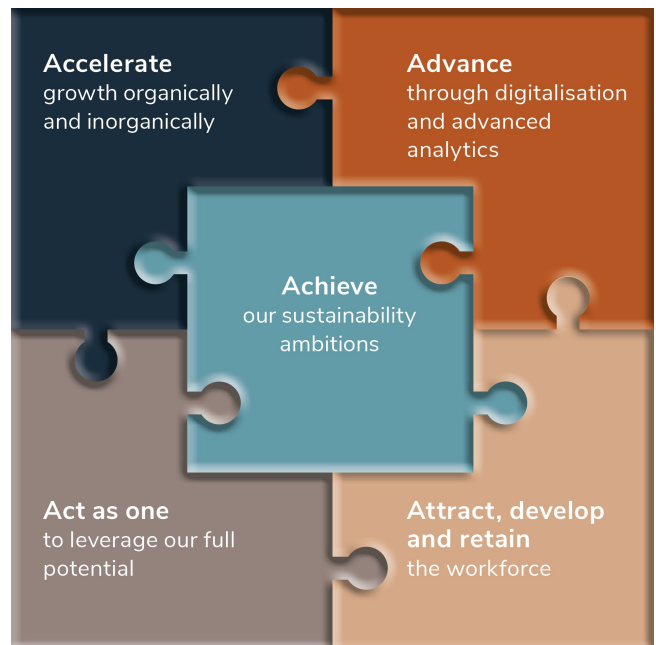 Accelerate
growth organically
and inorganically
Advance
through digitalisation
and advanced
analytics
Achieve
our sustainability
ambitions
Act as one
to leverage our full
potential
Attract, develop
and retain
the workforce